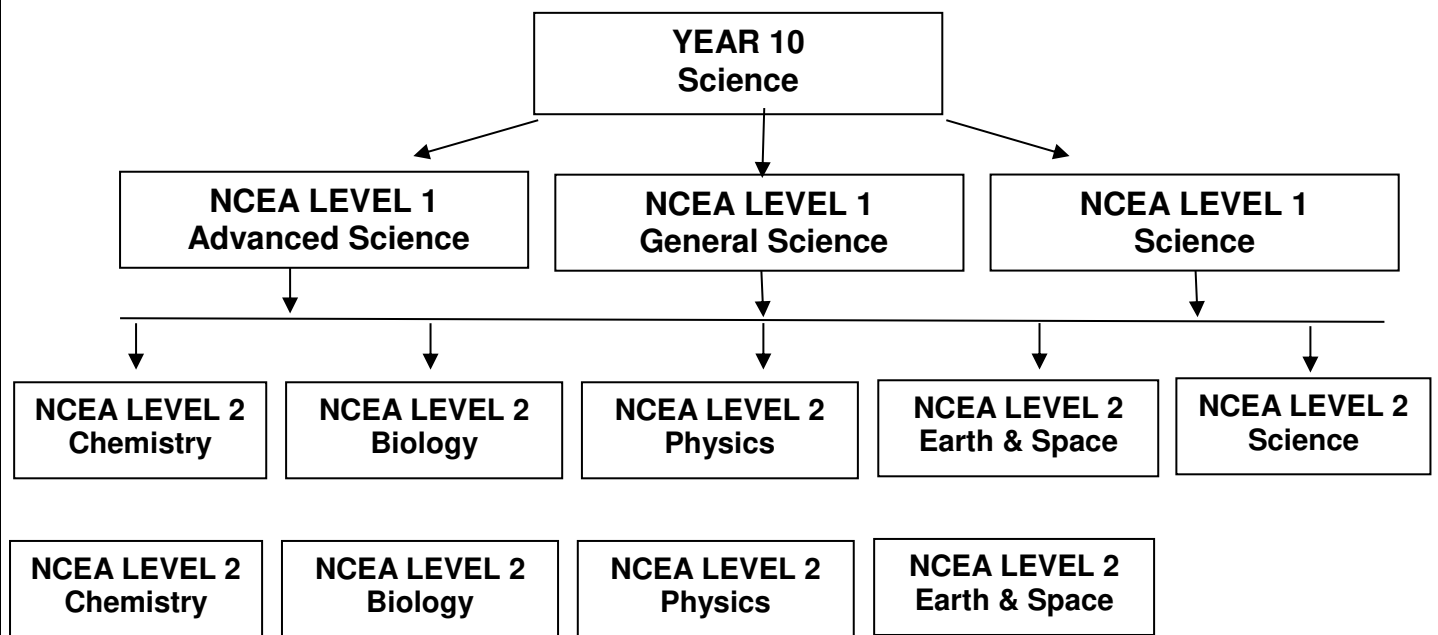 YEAR 10
Science
NCEA LEVEL 1
Advanced Science
NCEA LEVEL 1
General Science
NCEA LEVEL 1
Science
NCEA LEVEL 2
Chemistry
NCEA LEVEL 2
Biology
NCEA LEVEL 2
Physics
NCEA LEVEL 2
Earth & Space
NCEA LEVEL 2
Science
NCEA LEVEL 2
Chemistry
NCEA LEVEL 2
Biology
NCEA LEVEL 2
Physics
NCEA LEVEL 2
Earth & Space